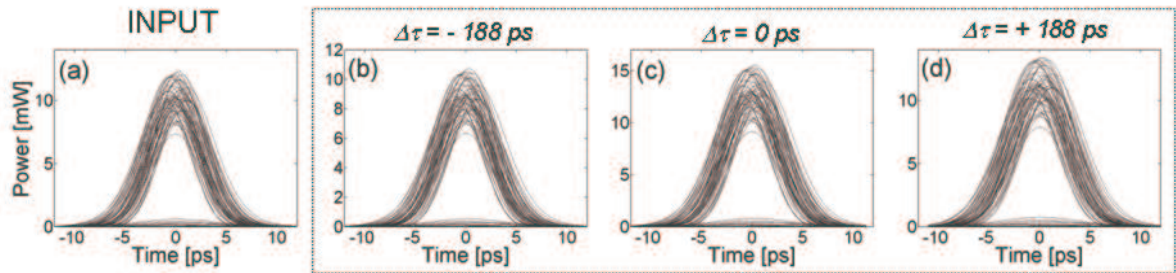 INPUT
Δτ = - 188 ps
Δτ = 0 ps
Δτ = + 188 ps
(a)
(b)
(c)
(d)
Power [mW]
10
5
0
12
10
8
6
4
2
0
15
10
5
0
10
5
0
-10 -5 0 5 10
-10 -5 0 5 10
-10 -5 0 5 10
-10 -5 0 5 10
Time [ps]
Time [ps]
Time [ps]
Time [ps]